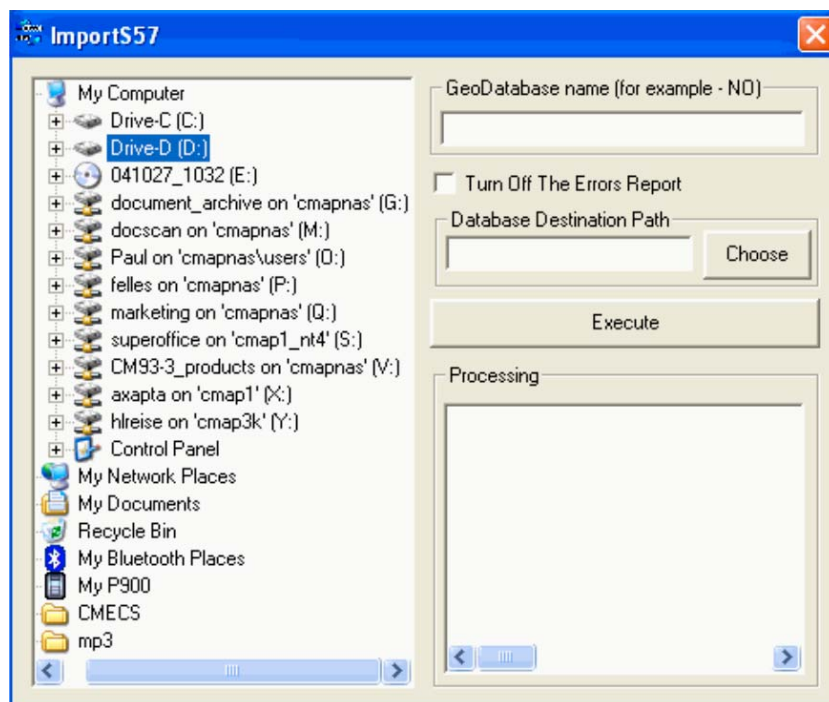 ImportS57
My Computer
Drive-C (C:)
Drive-D (D:)
041027_1032 (E:)
document_archive on 'cmapnas' (G:)
docscan on 'cmapnas' (M:)
Paul on 'cmapnas\users' (O:)
felles on 'cmapnas' (P:)
marketing on 'cmapnas' (Q:)
superoffice on 'cmap1_nt4' (S:)
CM93-3_products on 'cmapnas' (V:)
axapta on 'cmap1' (X:)
hlreise on 'cmap3k' (Y:)
Control Panel
My Network Places
My Documents
Recycle Bin
My Bluetooth Places
My P900
CMECS
mp3
GeoDatabase name (for example - NO)
Turn Off The Errors Report
Database Destination Path
Choose
Execute
Processing